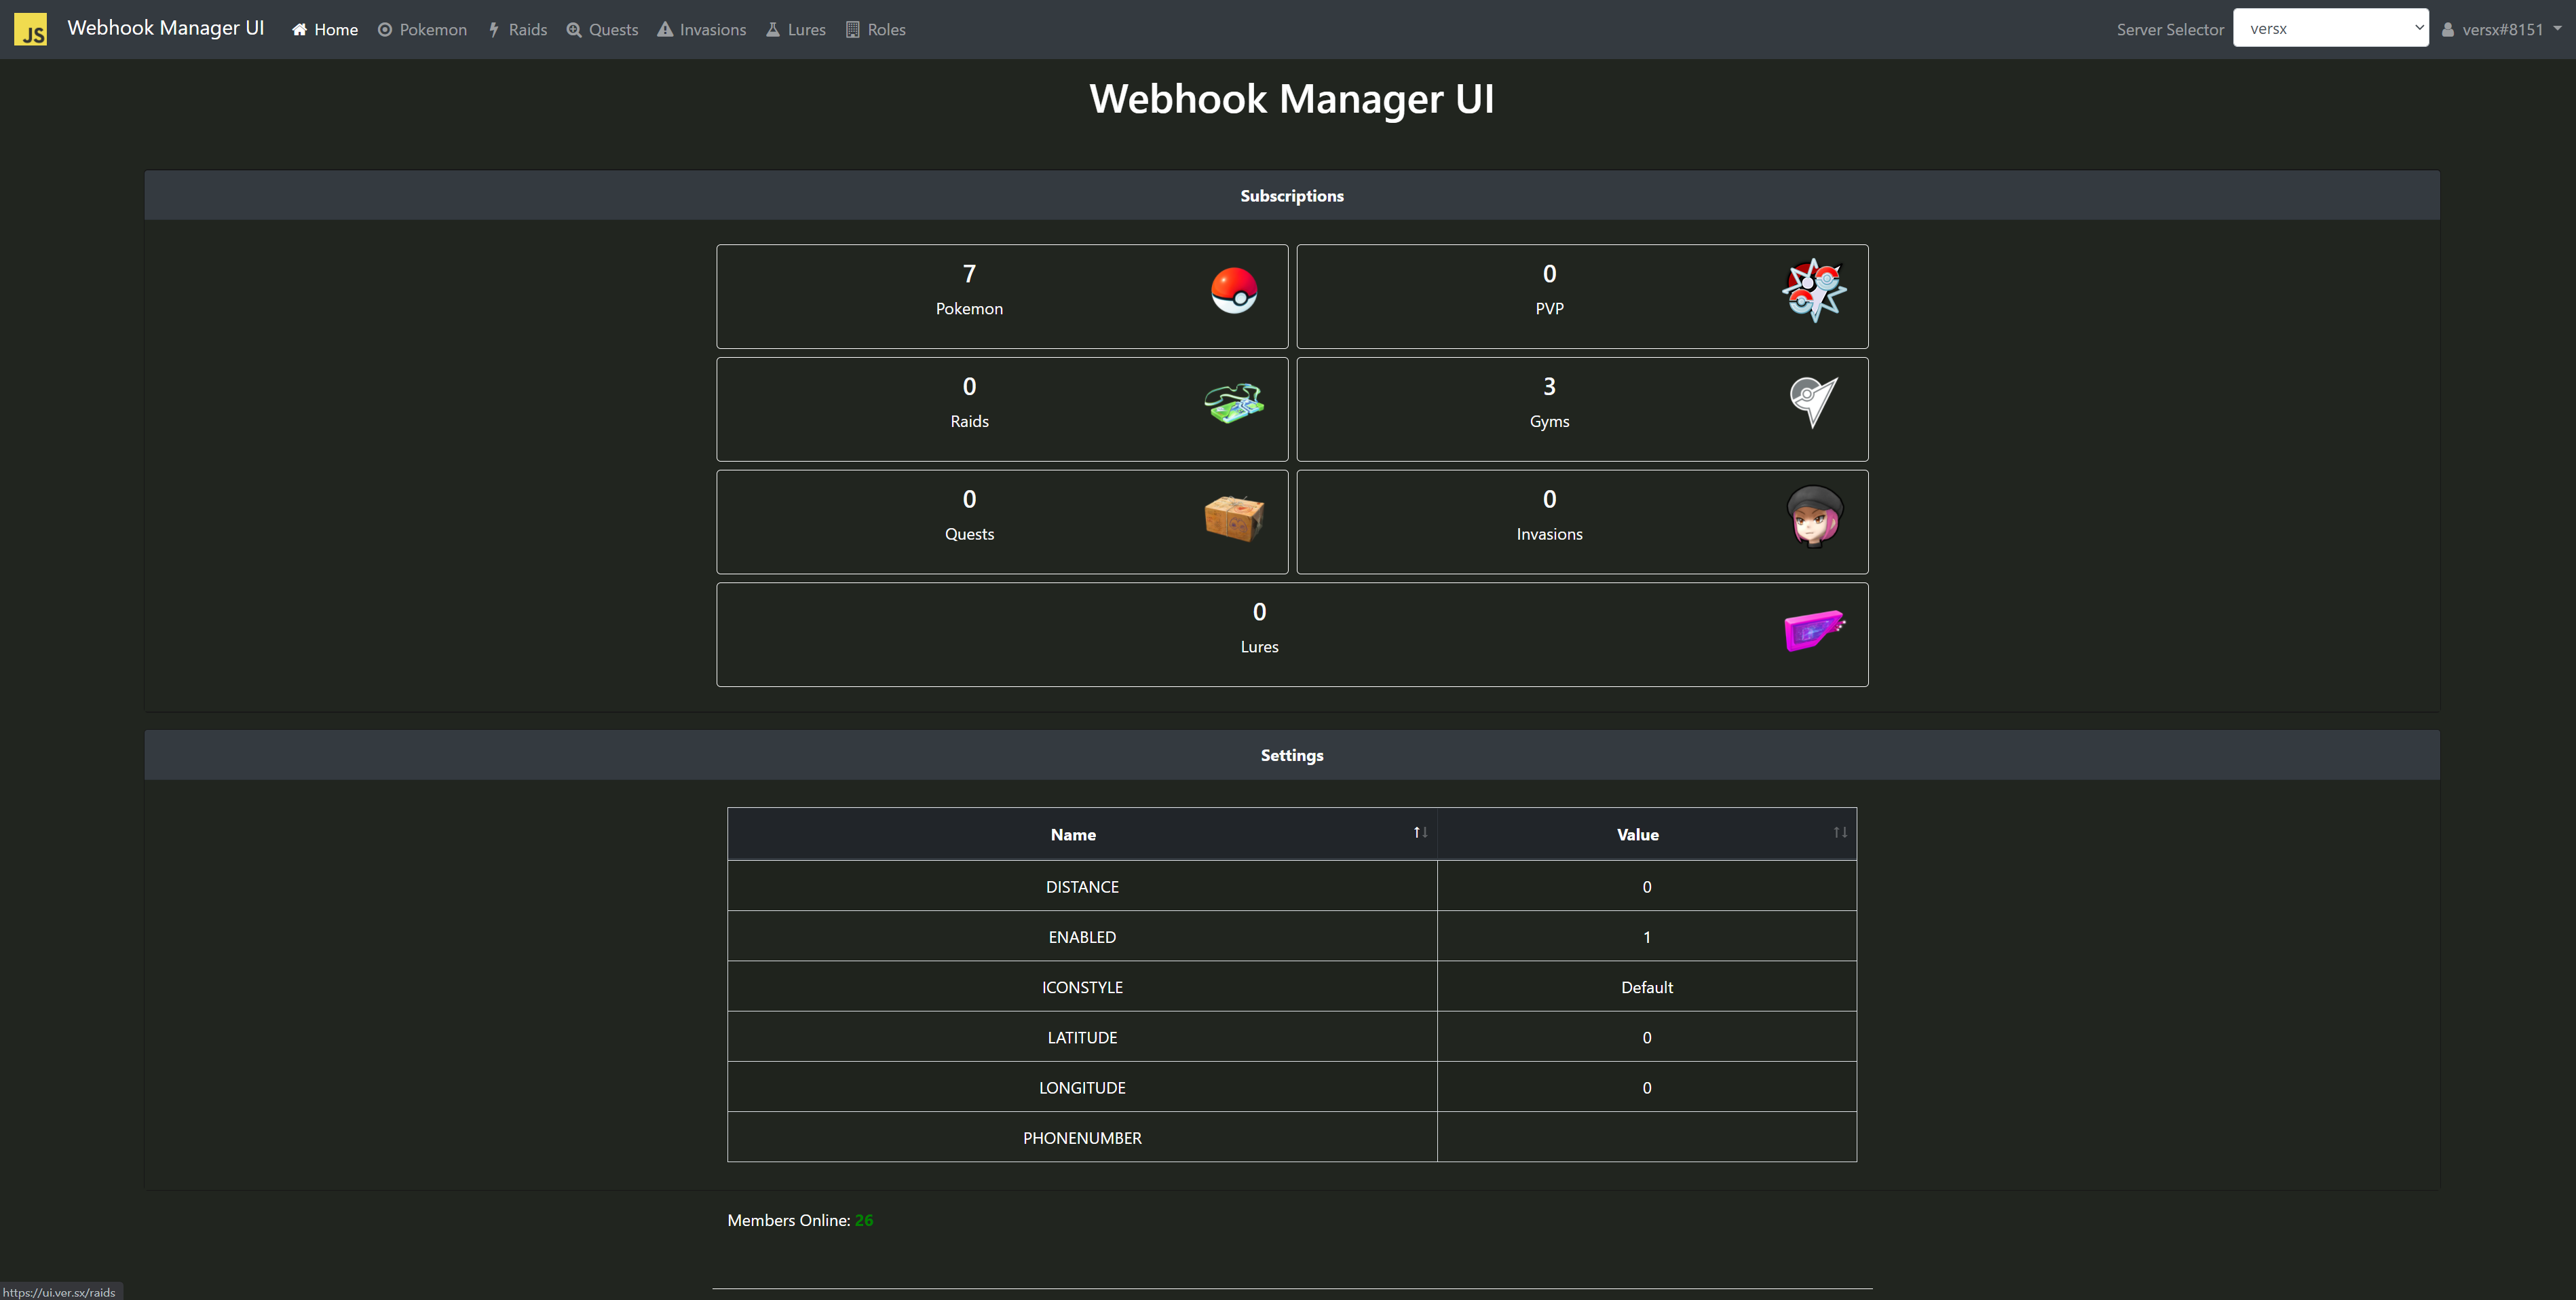 JS Webhook Manager UI Home Pokemon Raids Quests Invasions Lures Roles Server Selector versx versx#8151
Webhook Manager UI
Subscriptions
7 0
Pokemon PVP
0 3
Raids Gyms
0 0
Quests Invasions
0
Lures
Settings
Name Value
DISTANCE 0
ENABLED 1
ICONSTYLE Default
LATITUDE 0
LONGITUDE 0
PHONENUMBER
Members Online: 26
https://ui.ver.sx/raids